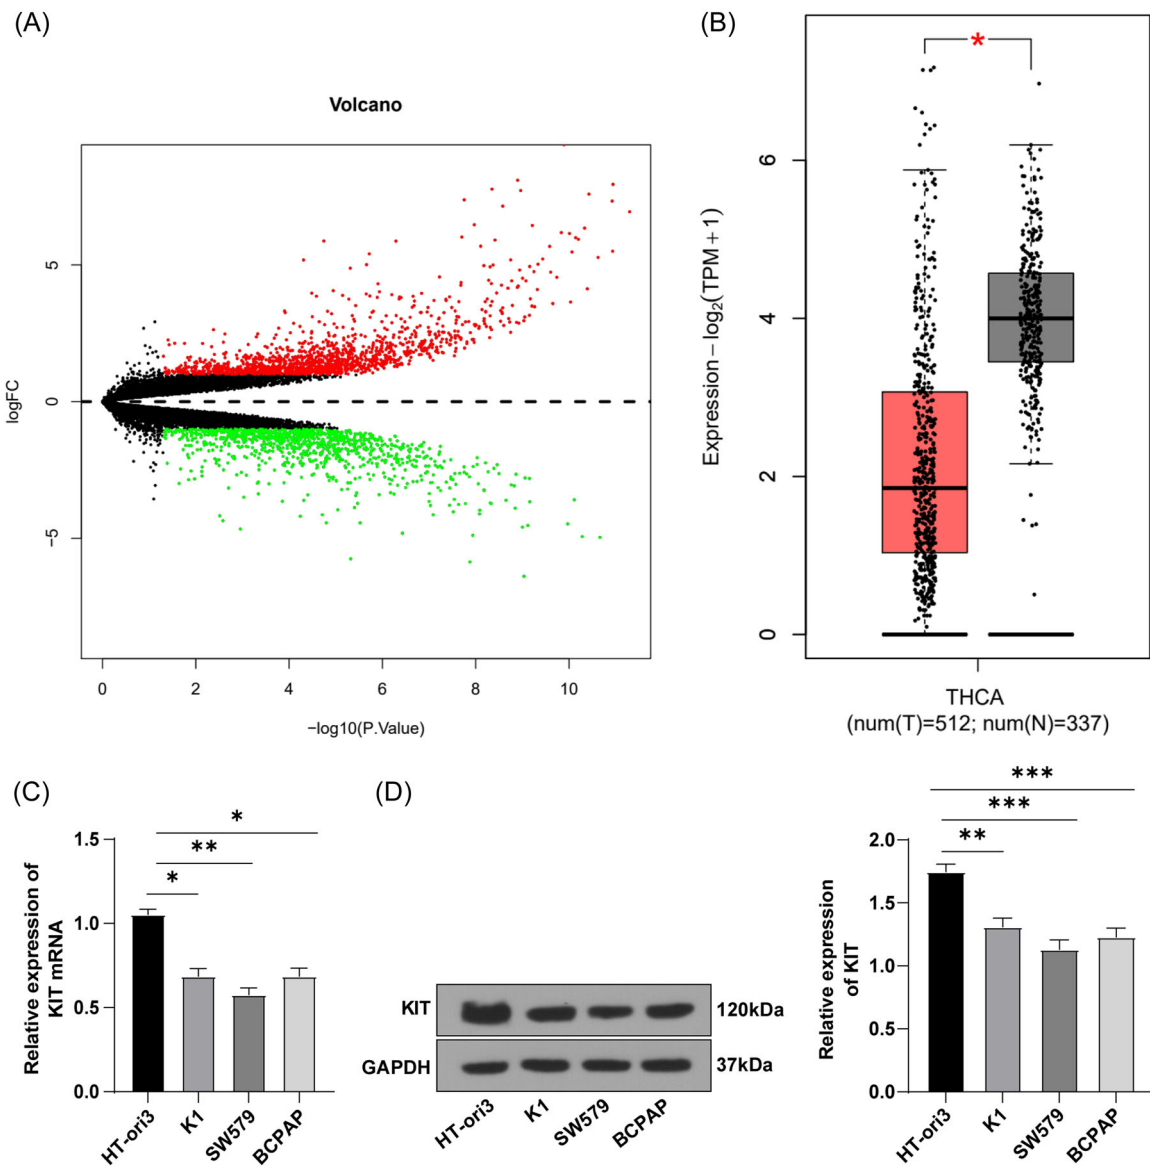 (A)
Volcano
logFC
5
0
−5
0 2 4 6 8 10
−log10(P.Value)
(B)
*
Expression − log₂(TPM + 1)
6
4
2
0
THCA
(num(T)=512; num(N)=337)
(C)
Relative expression of
KIT mRNA
1.5
1.0
0.5
0.0
*
**
*
HT-ori3 K1 SW579 BCPAP
(D)
KIT 120kDa
GAPDH 37kDa
HT-ori3 K1 SW579 BCPAP
Relative expression
of KIT
2.0
1.5
1.0
0.5
0.0
***
***
**
HT-ori3 K1 SW579 BCPAP